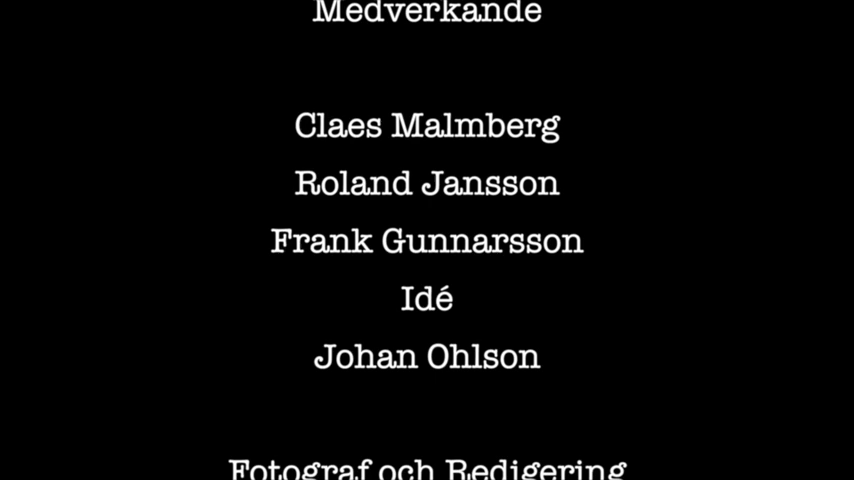 Medverkande
Claes Malmberg
Roland Jansson
Frank Gunnarsson
Idé
Johan Ohlson
Fotograf och Redigering